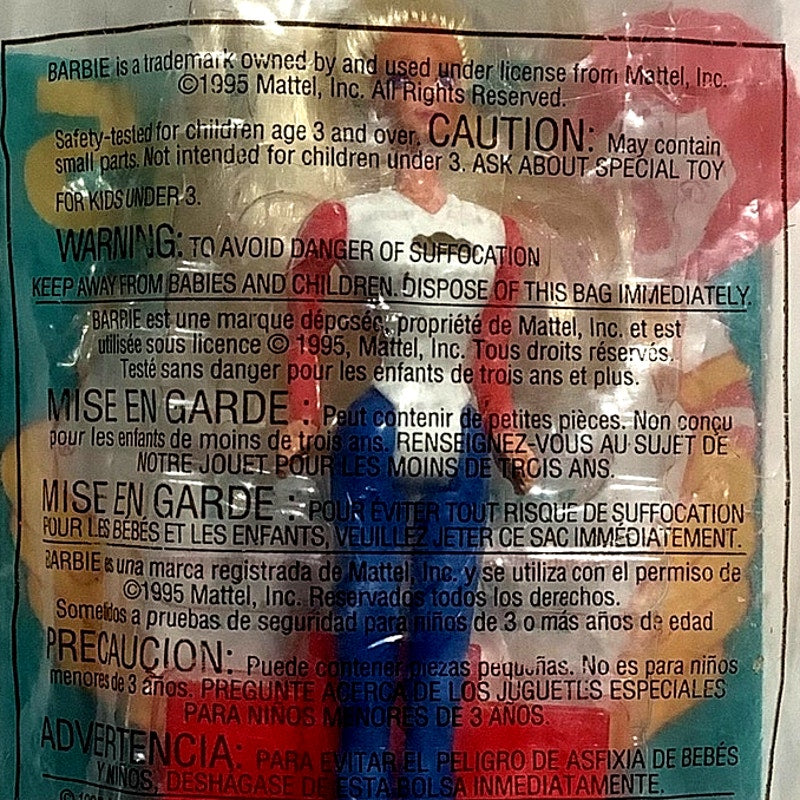 BARBIE is a trademark owned by and used under license from Mattel, Inc.
©1995 Mattel, Inc. All Rights Reserved.
Safety-tested for children age 3 and over. CAUTION: May contain
small parts. Not intended for children under 3. ASK ABOUT SPECIAL TOY
FOR KIDS UNDER 3.
WARNING: TO AVOID DANGER OF SUFFOCATION
KEEP AWAY FROM BABIES AND CHILDREN. DISPOSE OF THIS BAG IMMEDIATELY.
BARBIE est une marque déposée, propriété de Mattel, Inc. et est
utilisée sous licence © 1995, Mattel, Inc. Tous droits réservés.
Testé sans danger pour les enfants de trois ans et plus.
MISE EN GARDE : Peut contenir de petites pièces. Non conçu
pour les enfants de moins de trois ans. RENSEIGNEZ-VOUS AU SUJET DE
NOTRE JOUET POUR LES MOINS DE TROIS ANS.
MISE EN GARDE : POUR ÉVITER TOUT RISQUE DE SUFFOCATION
POUR LES BÉBÉS ET LES ENFANTS, VEUILLEZ JETER CE SAC IMMÉDIATEMENT.
BARBIE es una marca registrada de Mattel, Inc. y se utiliza con el permiso de
©1995 Mattel, Inc. Reservados todos los derechos.
Sometidos a pruebas de seguridad para niños de 3 o más años de edad
PRECAUCION: Puede contener piezas pequeñas. No es para niños
menores de 3 años. PREGUNTE ACERCA DE LOS JUGUETES ESPECIALES
PARA NIÑOS MENORES DE 3 AÑOS.
ADVERTENCIA: PARA EVITAR EL PELIGRO DE ASFIXIA DE BEBÉS
Y NIÑOS, DESHÁGASE DE ESTA BOLSA INMEDIATAMENTE.